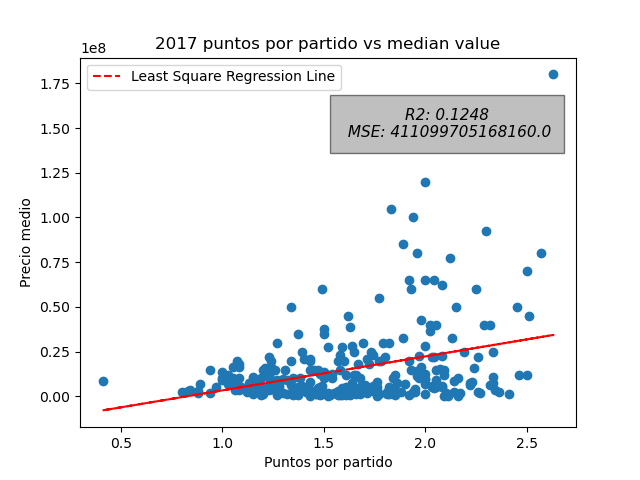 2017 puntos por partido vs median value
1e8
Least Square Regression Line
R2: 0.1248
MSE: 411099705168160.0
1.75
1.50
1.25
1.00
0.75
0.50
0.25
0.00
Precio medio
0.5 1.0 1.5 2.0 2.5
Puntos por partido